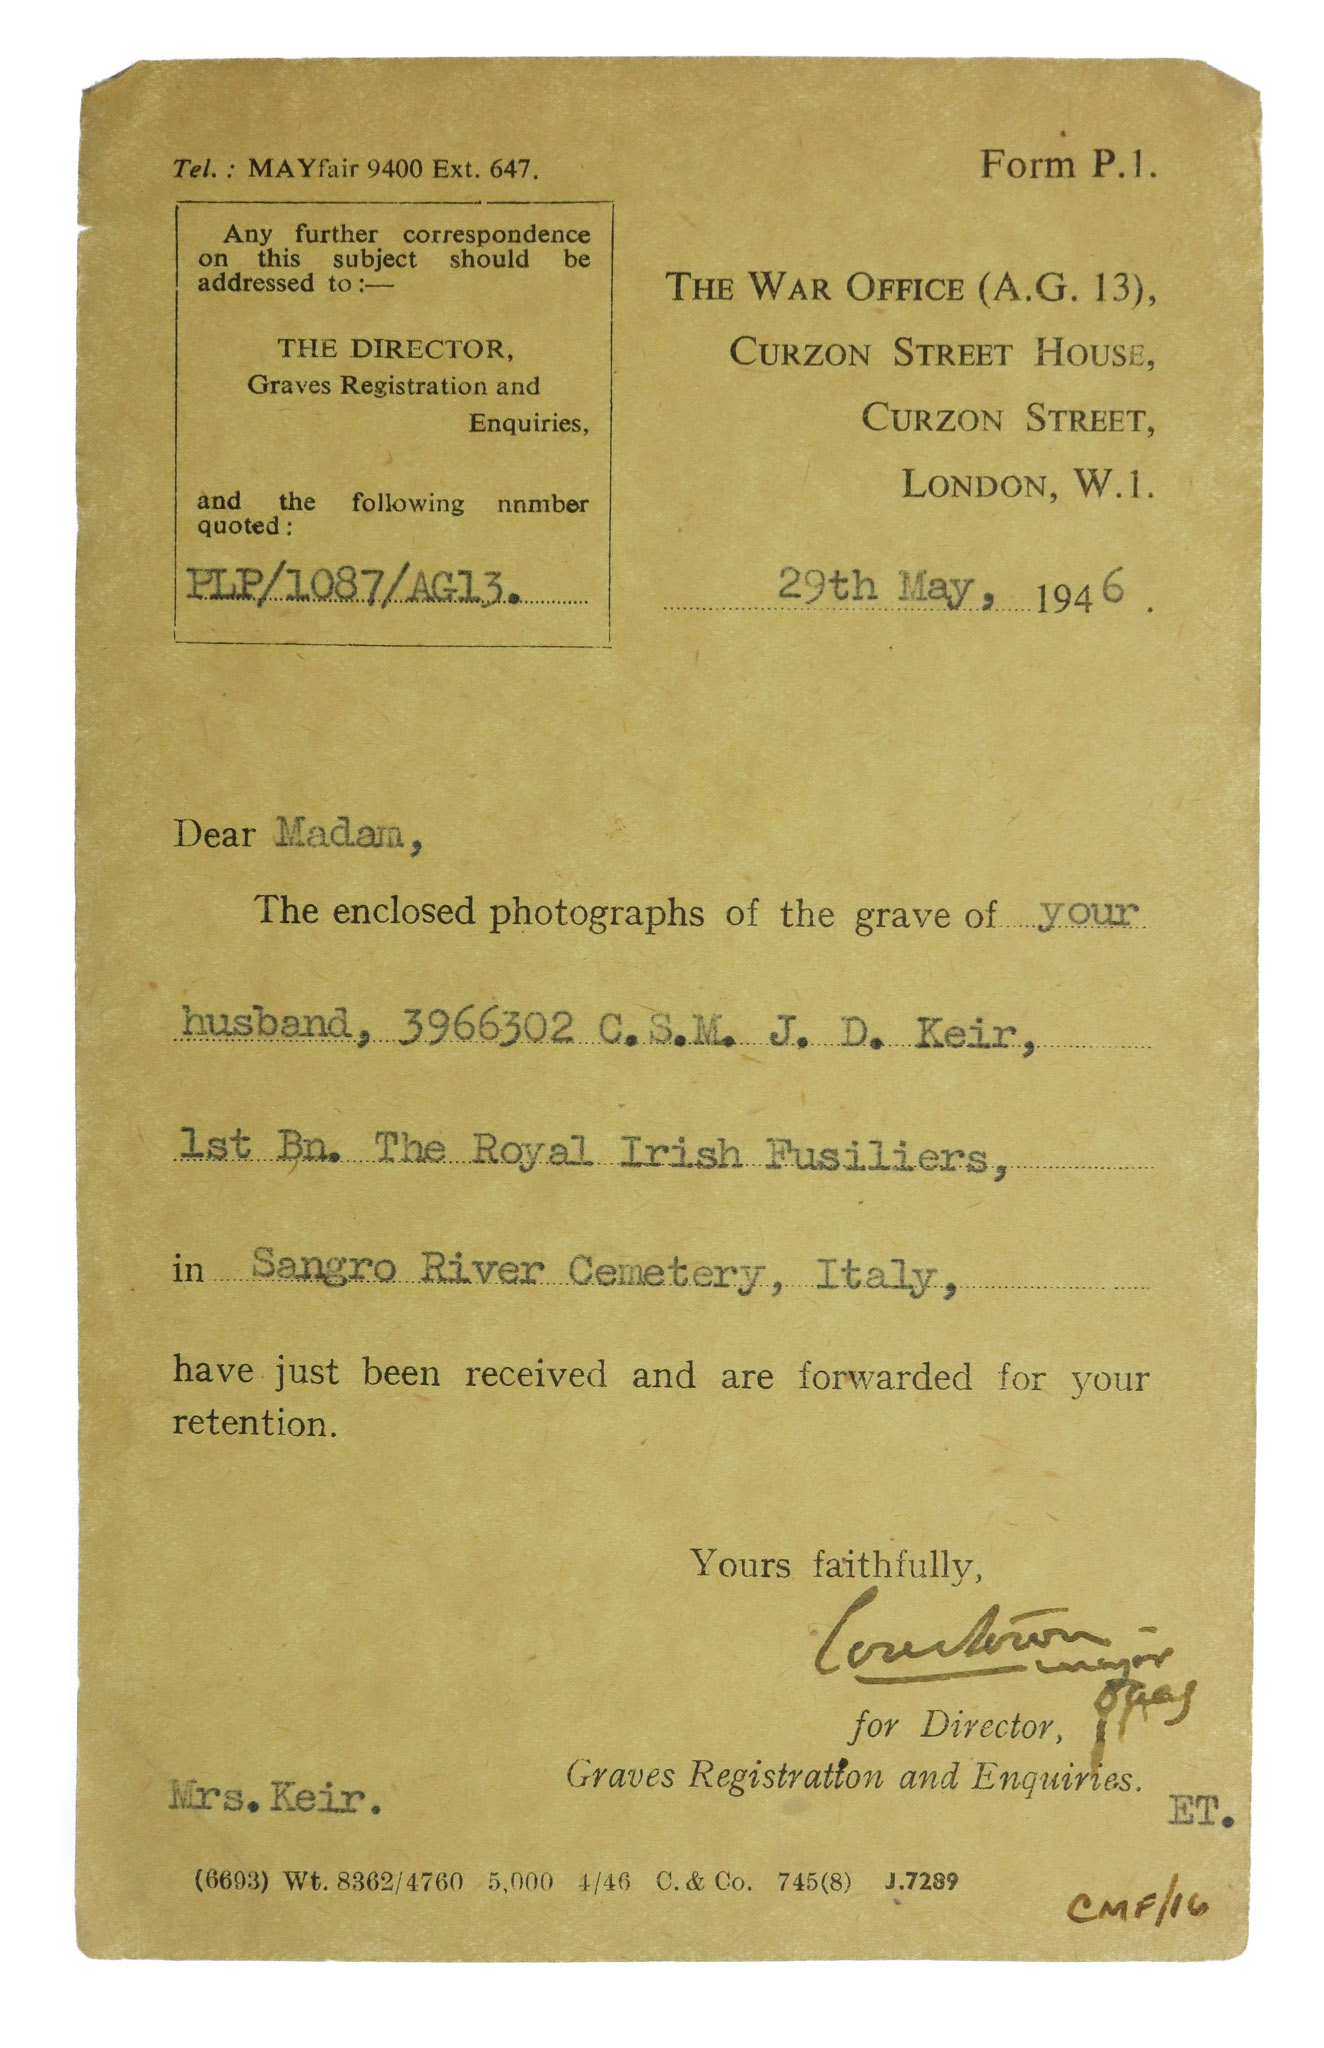 Tel. : MAYfair 9400 Ext. 647.
Form P.1.
Any further correspondence
on this subject should be
addressed to :—
THE DIRECTOR,
Graves Registration and
Enquiries,
and the following nnmber
quoted :
PLP/1087/AG13.
THE WAR OFFICE (A.G. 13),
CURZON STREET HOUSE,
CURZON STREET,
LONDON, W.1.
29th May, 1946.
Dear Madam,
The enclosed photographs of the grave of your
husband, 3966302 C.S.M. J. D. Keir,
1st Bn. The Royal Irish Fusiliers,
in Sangro River Cemetery, Italy,
have just been received and are forwarded for your
retention.
Yours faithfully,
major
for Director,
Graves Registration and Enquiries.
Mrs. Keir.
ET.
(6693) Wt. 8362/4760 5,000 4/46 C. & Co. 745(8) J.7289
CMF/16